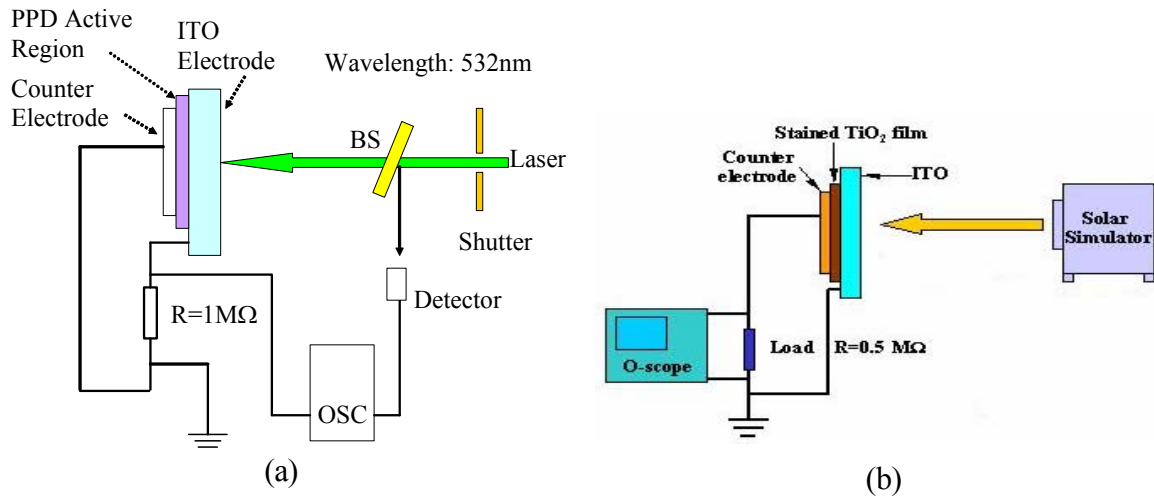 PPD Active
Region
ITO
Electrode
Counter
Electrode
Wavelength: 532nm
BS
Laser
Shutter
Detector
R=1MΩ
OSC
(a)
Stained TiO₂ film
Counter
electrode
ITO
Solar
Simulator
O-scope
Load R=0.5 MΩ
(b)